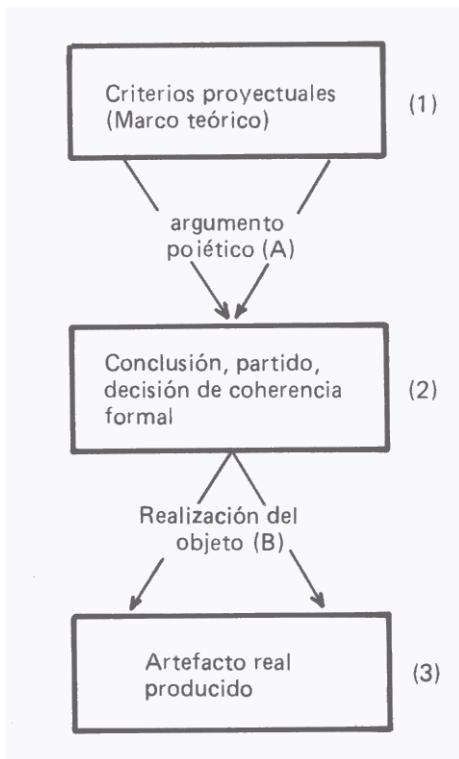 Criterios proyectuales
(Marco teórico)
(1)
argumento
poiético (A)
Conclusión, partido,
decisión de coherencia
formal
(2)
Realización del
objeto (B)
Artefacto real
producido
(3)